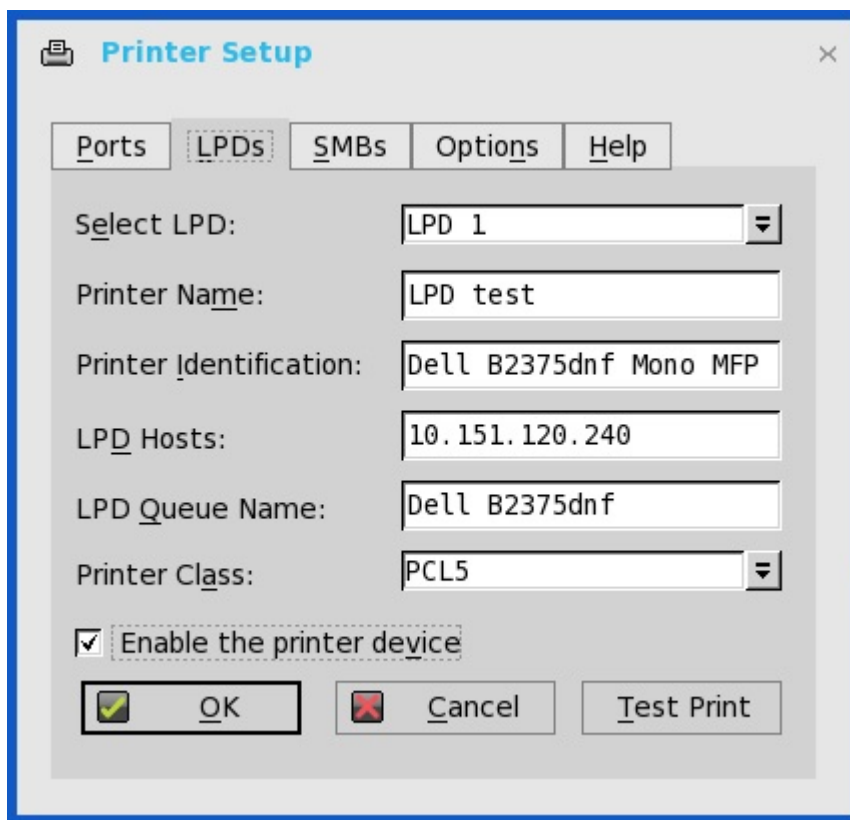 Printer Setup
Ports LPDs SMBs Options Help
Select LPD: LPD 1
Printer Name: LPD test
Printer Identification: Dell B2375dnf Mono MFP
LPD Hosts: 10.151.120.240
LPD Queue Name: Dell B2375dnf
Printer Class: PCL5
Enable the printer device
OK Cancel Test Print